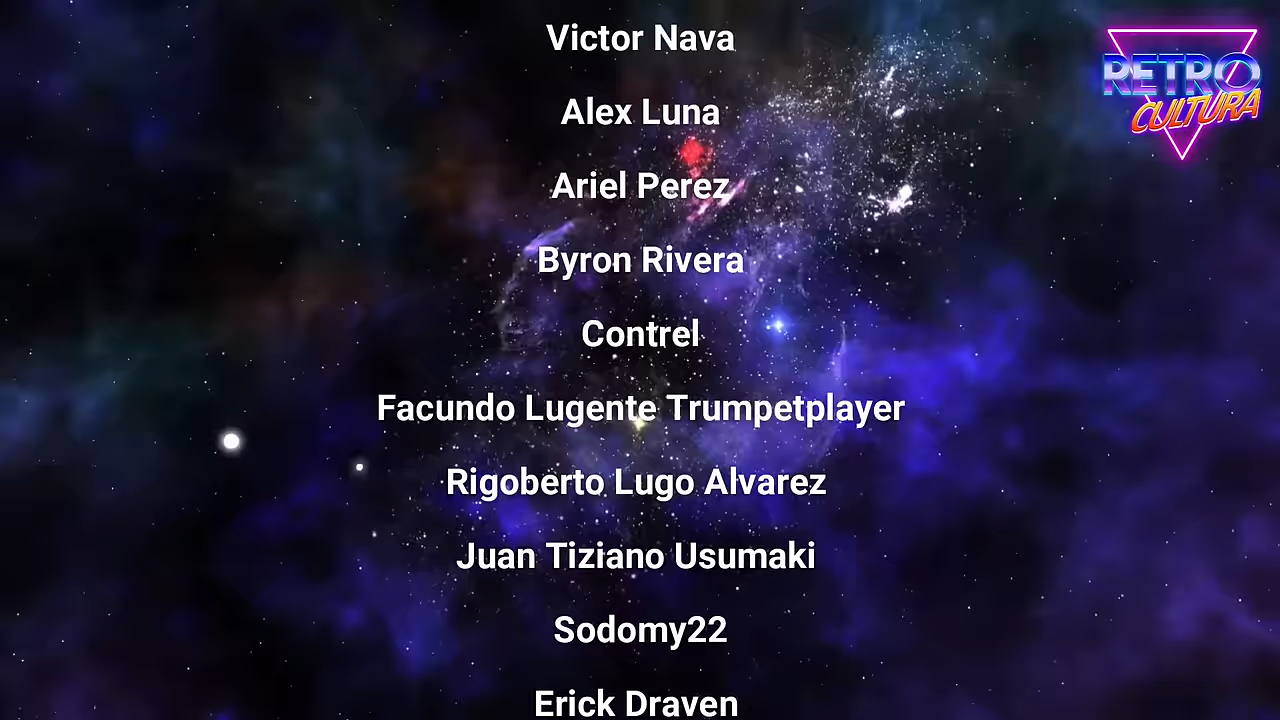 Victor Nava
RETRO
CULTURA
Alex Luna
Ariel Perez
Byron Rivera
Contrel
Facundo Lugente Trumpetplayer
Rigoberto Lugo Alvarez
Juan Tiziano Usumaki
Sodomy22
Erick Draven